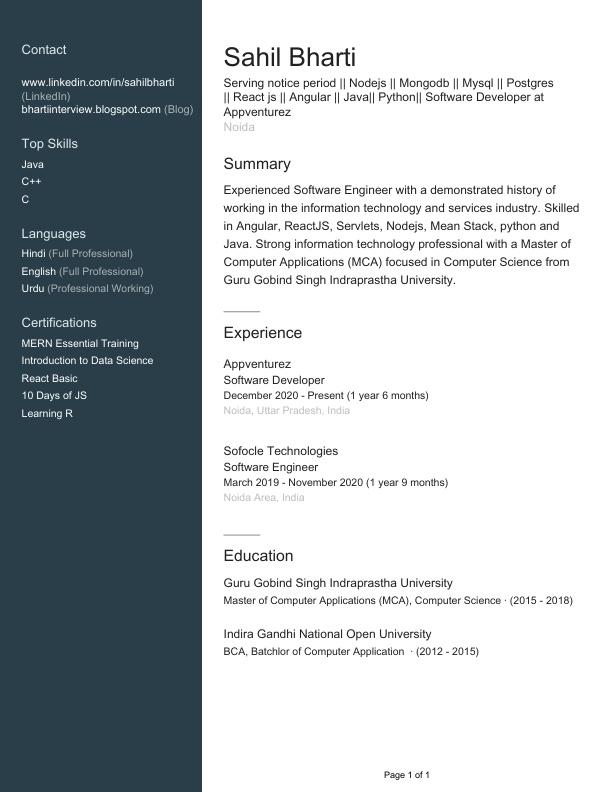 Contact
www.linkedin.com/in/sahilbharti
(LinkedIn)
bhartiinterview.blogspot.com (Blog)
Top Skills
Java
C++
C
Languages
Hindi (Full Professional)
English (Full Professional)
Urdu (Professional Working)
Certifications
MERN Essential Training
Introduction to Data Science
React Basic
10 Days of JS
Learning R
Sahil Bharti
Serving notice period || Nodejs || Mongodb || Mysql || Postgres
|| React js || Angular || Java|| Python|| Software Developer at
Appventurez
Noida
Summary
Experienced Software Engineer with a demonstrated history of
working in the information technology and services industry. Skilled
in Angular, ReactJS, Servlets, Nodejs, Mean Stack, python and
Java. Strong information technology professional with a Master of
Computer Applications (MCA) focused in Computer Science from
Guru Gobind Singh Indraprastha University.
Experience
Appventurez
Software Developer
December 2020 - Present (1 year 6 months)
Noida, Uttar Pradesh, India
Sofocle Technologies
Software Engineer
March 2019 - November 2020 (1 year 9 months)
Noida Area, India
Education
Guru Gobind Singh Indraprastha University
Master of Computer Applications (MCA), Computer Science · (2015 - 2018)
Indira Gandhi National Open University
BCA, Batchlor of Computer Application  · (2012 - 2015)
Page 1 of 1